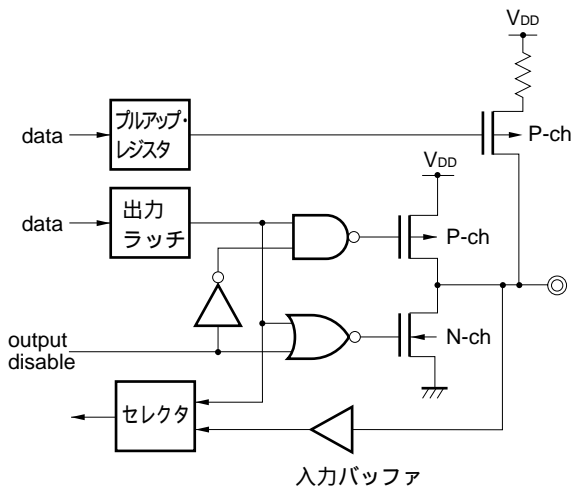 VDD
data
プルアップ・
レジスタ
P-ch
VDD
data
出力
ラッチ
P-ch
output
disable
N-ch
セレクタ
入力バッファ